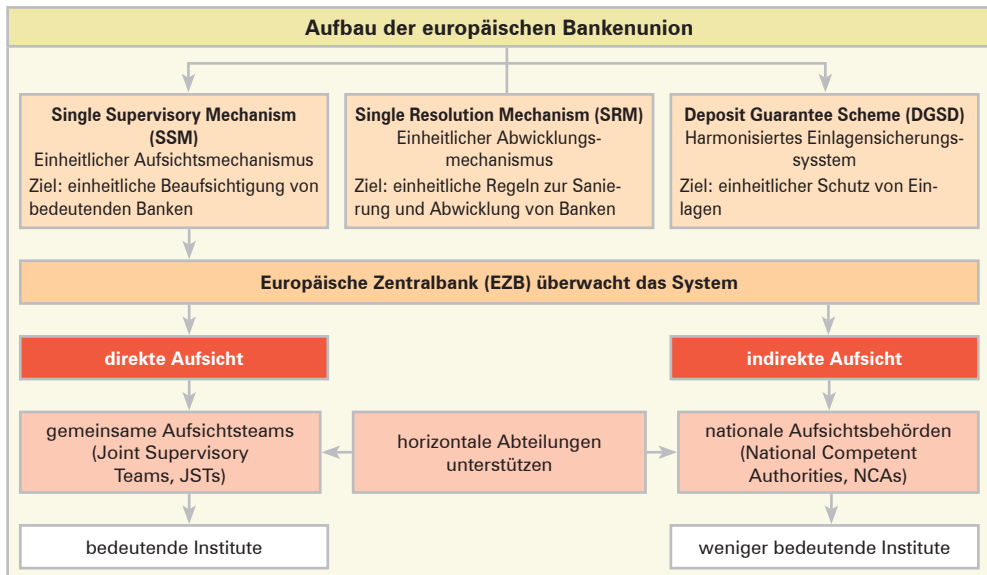 Aufbau der europäischen Bankenunion
Single Supervisory Mechanism
(SSM)
Einheitlicher Aufsichtsmechanismus
Ziel: einheitliche Beaufsichtigung von
bedeutenden Banken
Single Resolution Mechanism (SRM)
Einheitlicher Abwicklungs-
mechanismus
Ziel: einheitliche Regeln zur Sanie-
rung und Abwicklung von Banken
Deposit Guarantee Scheme (DGSD)
Harmonisiertes Einlagensicherungs-
sysstem
Ziel: einheitlicher Schutz von Ein-
lagen
Europäische Zentralbank (EZB) überwacht das System
direkte Aufsicht
indirekte Aufsicht
gemeinsame Aufsichtsteams
(Joint Supervisory
Teams, JSTs)
horizontale Abteilungen
unterstützen
nationale Aufsichtsbehörden
(National Competent
Authorities, NCAs)
bedeutende Institute
weniger bedeutende Institute